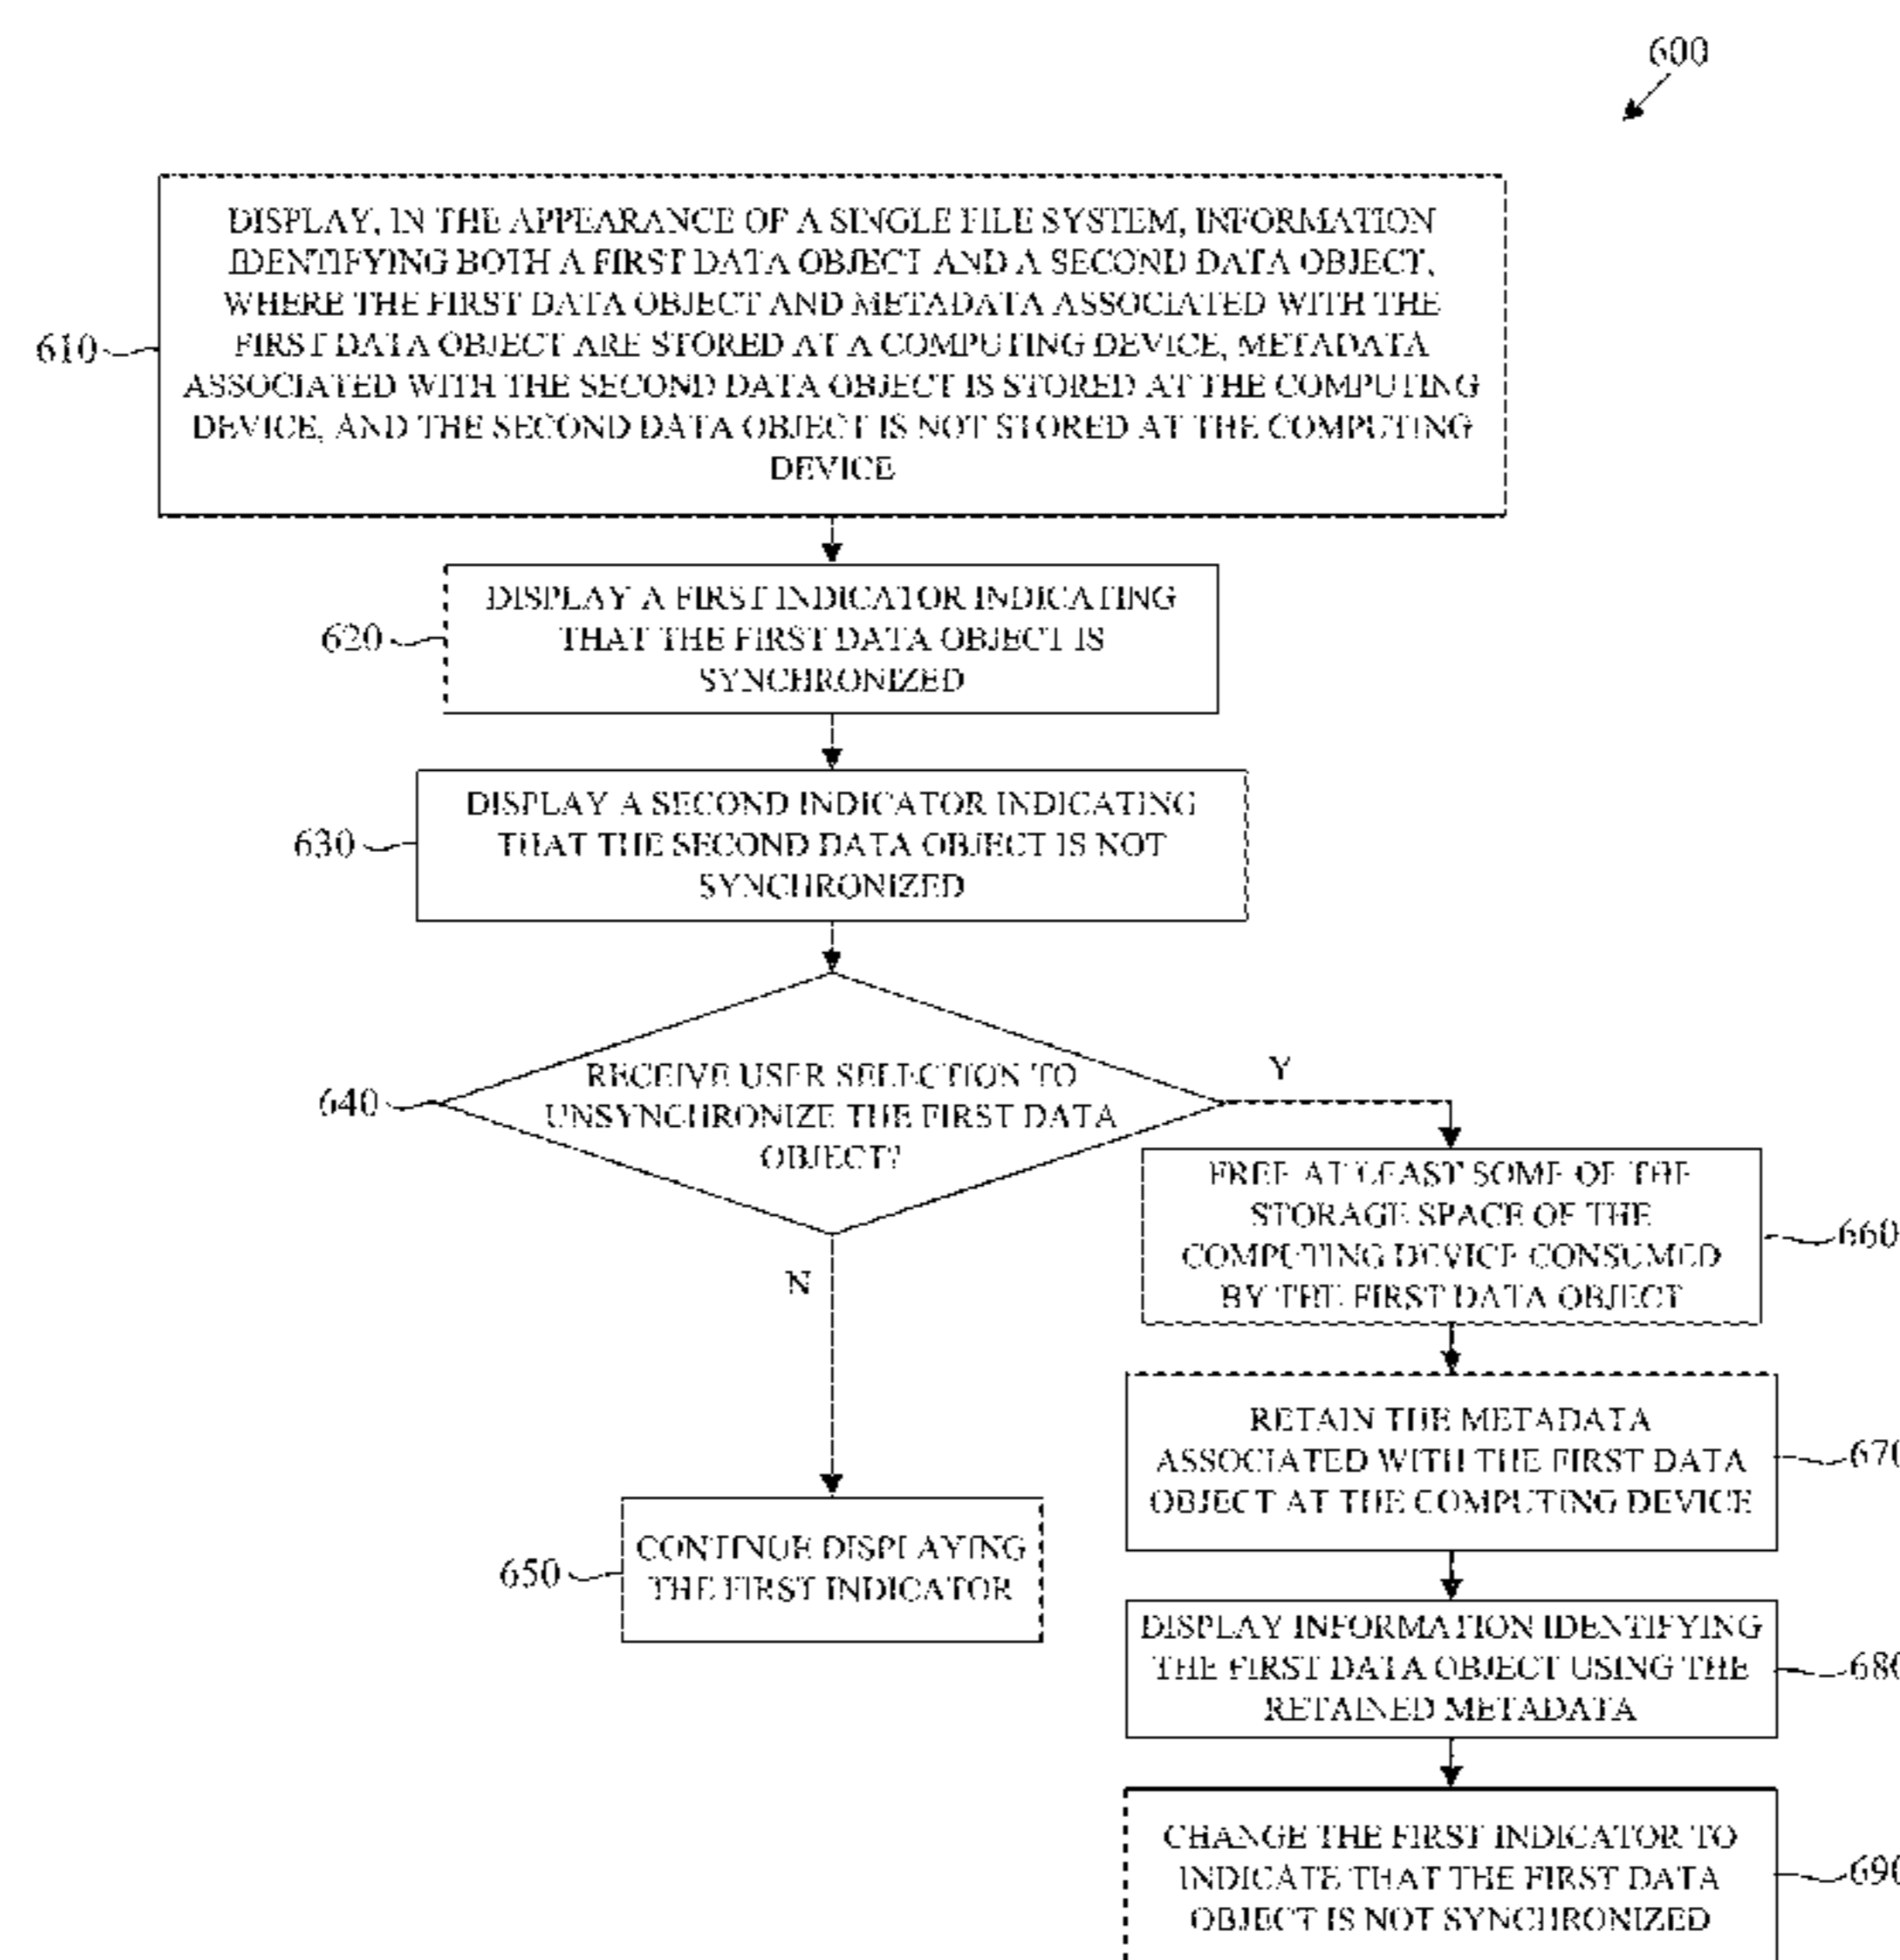 600
DISPLAY, IN THE APPEARANCE OF A SINGLE FILE SYSTEM, INFORMATION
IDENTIFYING BOTH A FIRST DATA OBJECT AND A SECOND DATA OBJECT,
WHERE THE FIRST DATA OBJECT AND METADATA ASSOCIATED WITH THE
FIRST DATA OBJECT ARE STORED AT A COMPUTING DEVICE, METADATA
ASSOCIATED WITH THE SECOND DATA OBJECT IS STORED AT THE COMPUTING
DEVICE, AND THE SECOND DATA OBJECT IS NOT STORED AT THE COMPUTING
DEVICE
610
DISPLAY A FIRST INDICATOR INDICATING
THAT THE FIRST DATA OBJECT IS
SYNCHRONIZED
620
DISPLAY A SECOND INDICATOR INDICATING
THAT THE SECOND DATA OBJECT IS NOT
SYNCHRONIZED
630
RECEIVE USER SELECTION TO
UNSYNCHRONIZE THE FIRST DATA
OBJECT?
640
Y
N
FREE AT LEAST SOME OF THE
STORAGE SPACE OF THE
COMPUTING DEVICE CONSUMED
BY THE FIRST DATA OBJECT
660
RETAIN THE METADATA
ASSOCIATED WITH THE FIRST DATA
OBJECT AT THE COMPUTING DEVICE
670
CONTINUE DISPLAYING
THE FIRST INDICATOR
650
DISPLAY INFORMATION IDENTIFYING
THE FIRST DATA OBJECT USING THE
RETAINED METADATA
680
CHANGE THE FIRST INDICATOR TO
INDICATE THAT THE FIRST DATA
OBJECT IS NOT SYNCHRONIZED
690